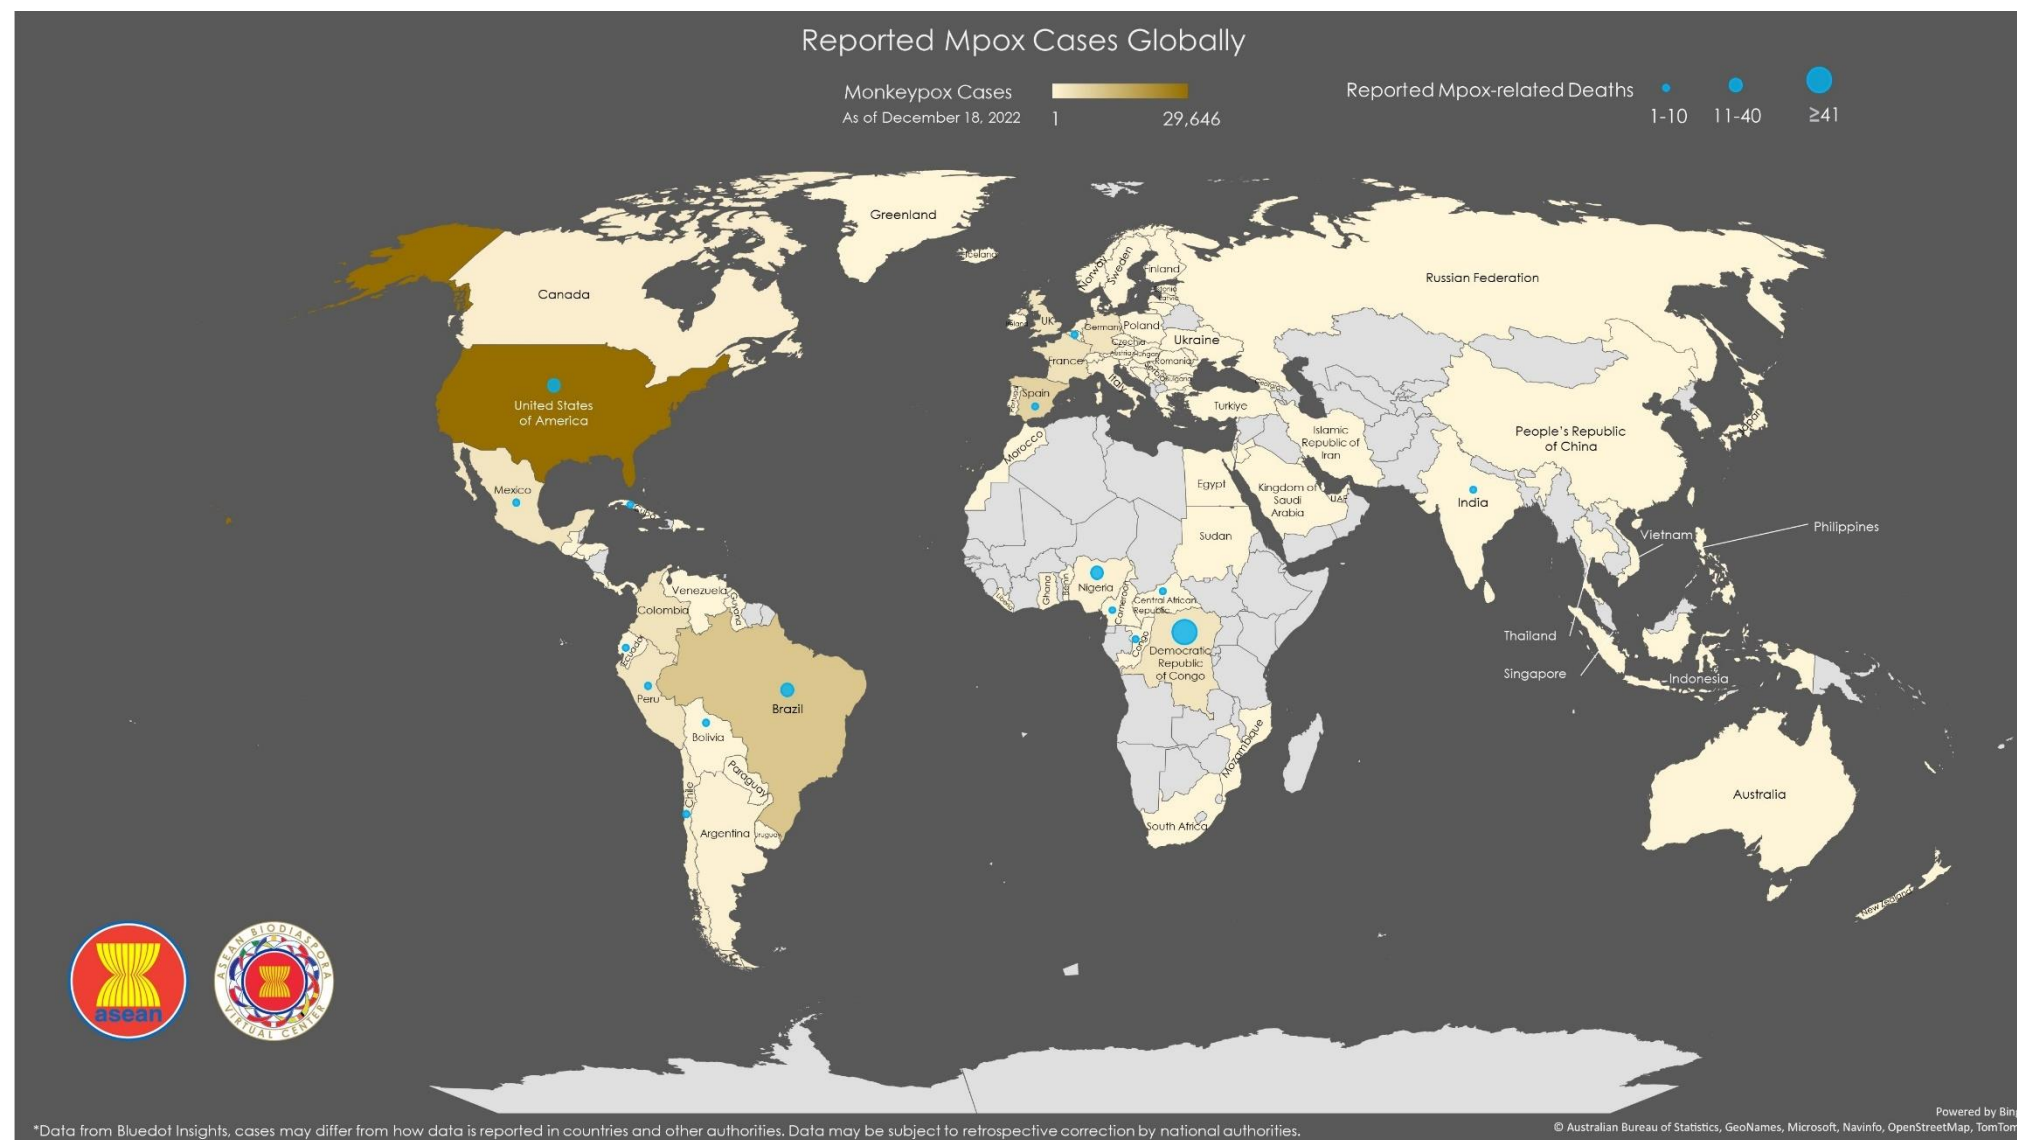 Reported Mpox Cases Globally
Monkeypox Cases
As of December 18, 2022
1
29,646
Reported Mpox-related Deaths
1-10
11-40
≥41
Greenland
Iceland
Norway
Sweden
Finland
Russian Federation
Canada
UK
Germany
Poland
Czechia
Ukraine
France
Austria
Hungary
Romania
Bulgaria
Italy
Spain
Georgia
Turkiye
United States
of America
Islamic
Republic of
Iran
People's Republic
of China
Japan
Morocco
Mexico
Cuba
Egypt
Kingdom of
Saudi
Arabia
UAE
India
Sudan
Vietnam
Philippines
Venezuela
Guyana
Colombia
Liberia
Ghana
Benin
Nigeria
Cameroon
Central African
Republic
Ecuador
Congo
Democratic
Republic
of Congo
Thailand
Singapore
Indonesia
Peru
Brazil
Bolivia
Paraguay
Mozambique
Chile
Argentina
Uruguay
South Africa
Australia
New Zealand
asean
ASEAN BIODIASPORA
VIRTUAL CENTER
Powered by Bing
*Data from Bluedot Insights, cases may differ from how data is reported in countries and other authorities. Data may be subject to retrospective correction by national authorities.
© Australian Bureau of Statistics, GeoNames, Microsoft, Navinfo, OpenStreetMap, TomTom